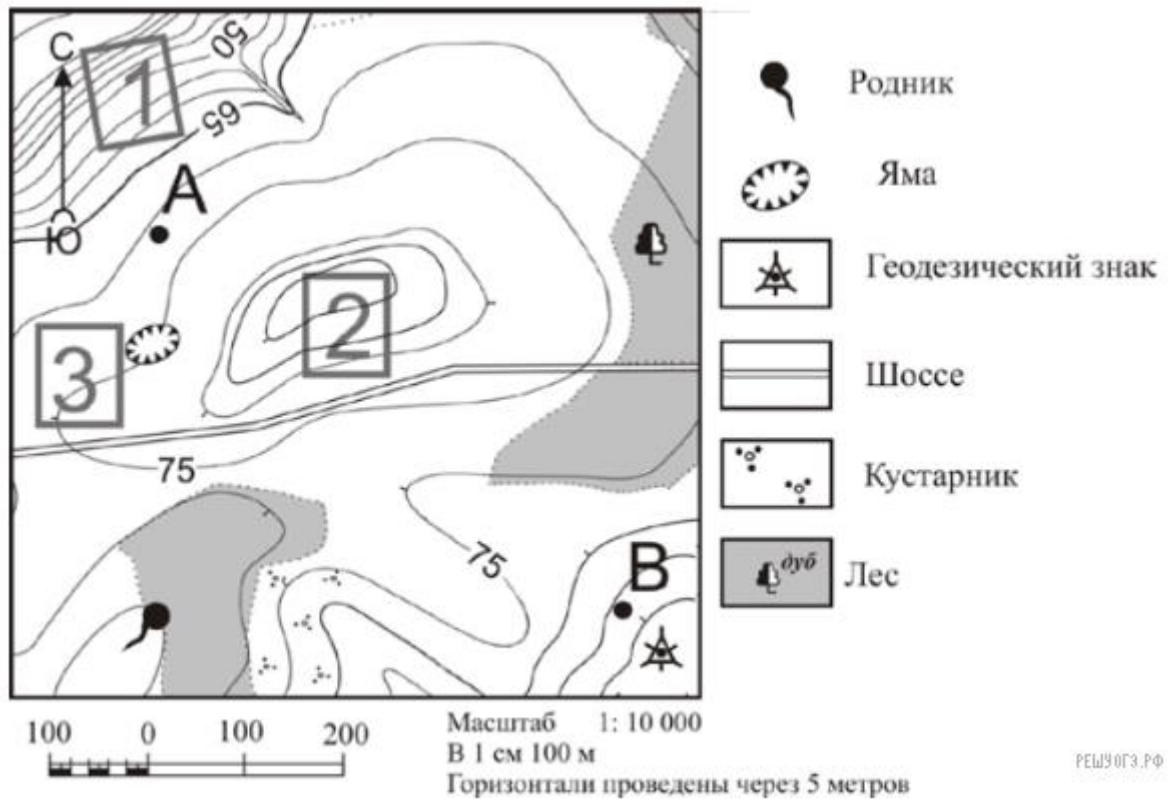 С
50
1
65
А
Ю
2
3
75
75
В
Родник
Яма
Геодезический знак
Шоссе
Кустарник
дуб
Лес
100 0 100 200
Масштаб 1: 10 000
В 1 см 100 м
Горизонтали проведены через 5 метров
РЕШУОГЭ.РФ